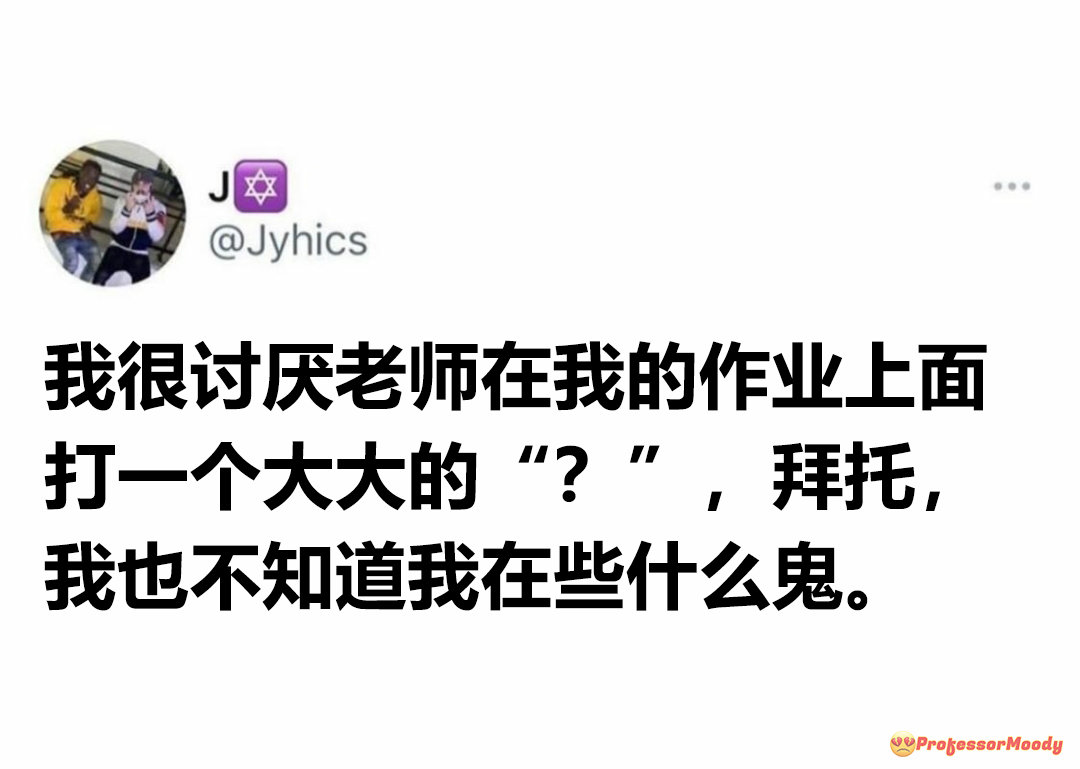 J🔯
@Jyhics
我很讨厌老师在我的作业上面
打一个大大的“？”，拜托，
我也不知道我在些什么鬼。
ProfessorMoody